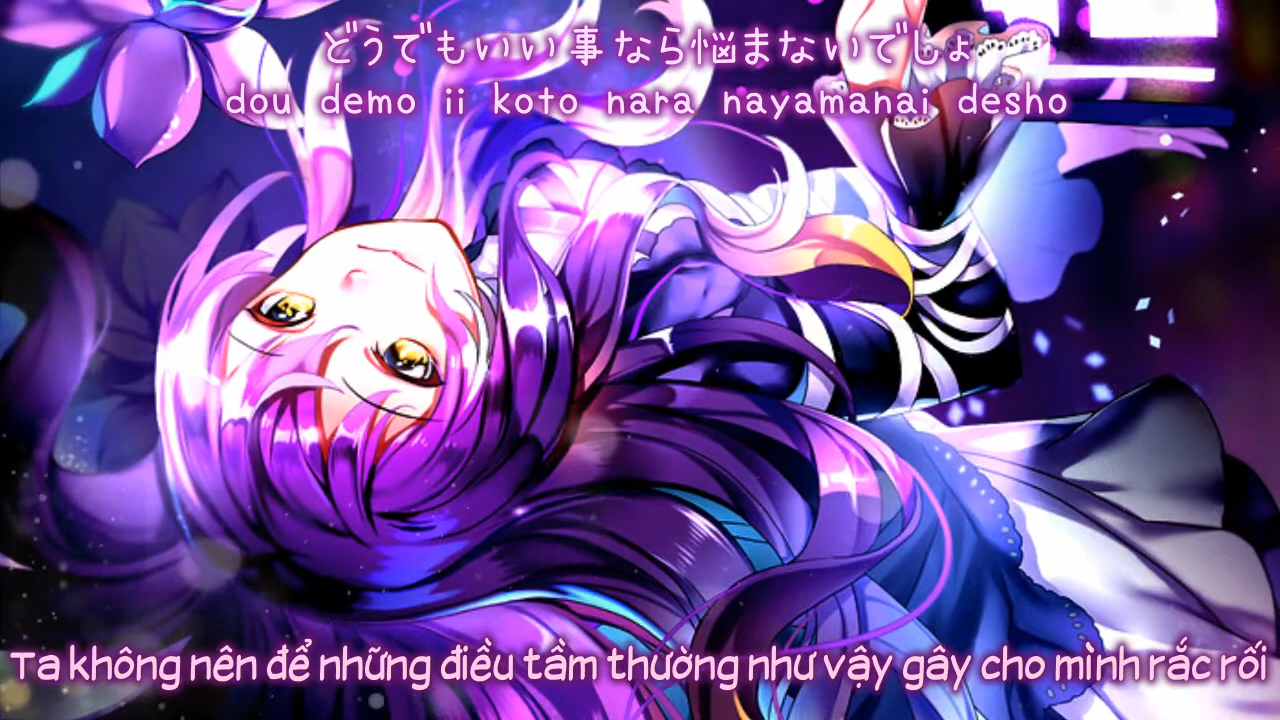 どうでもいい事なら悩まないでしょ
dou demo ii koto nara nayamanai desho
Ta không nên để những điều tầm thường như vậy gây cho mình rắc rối